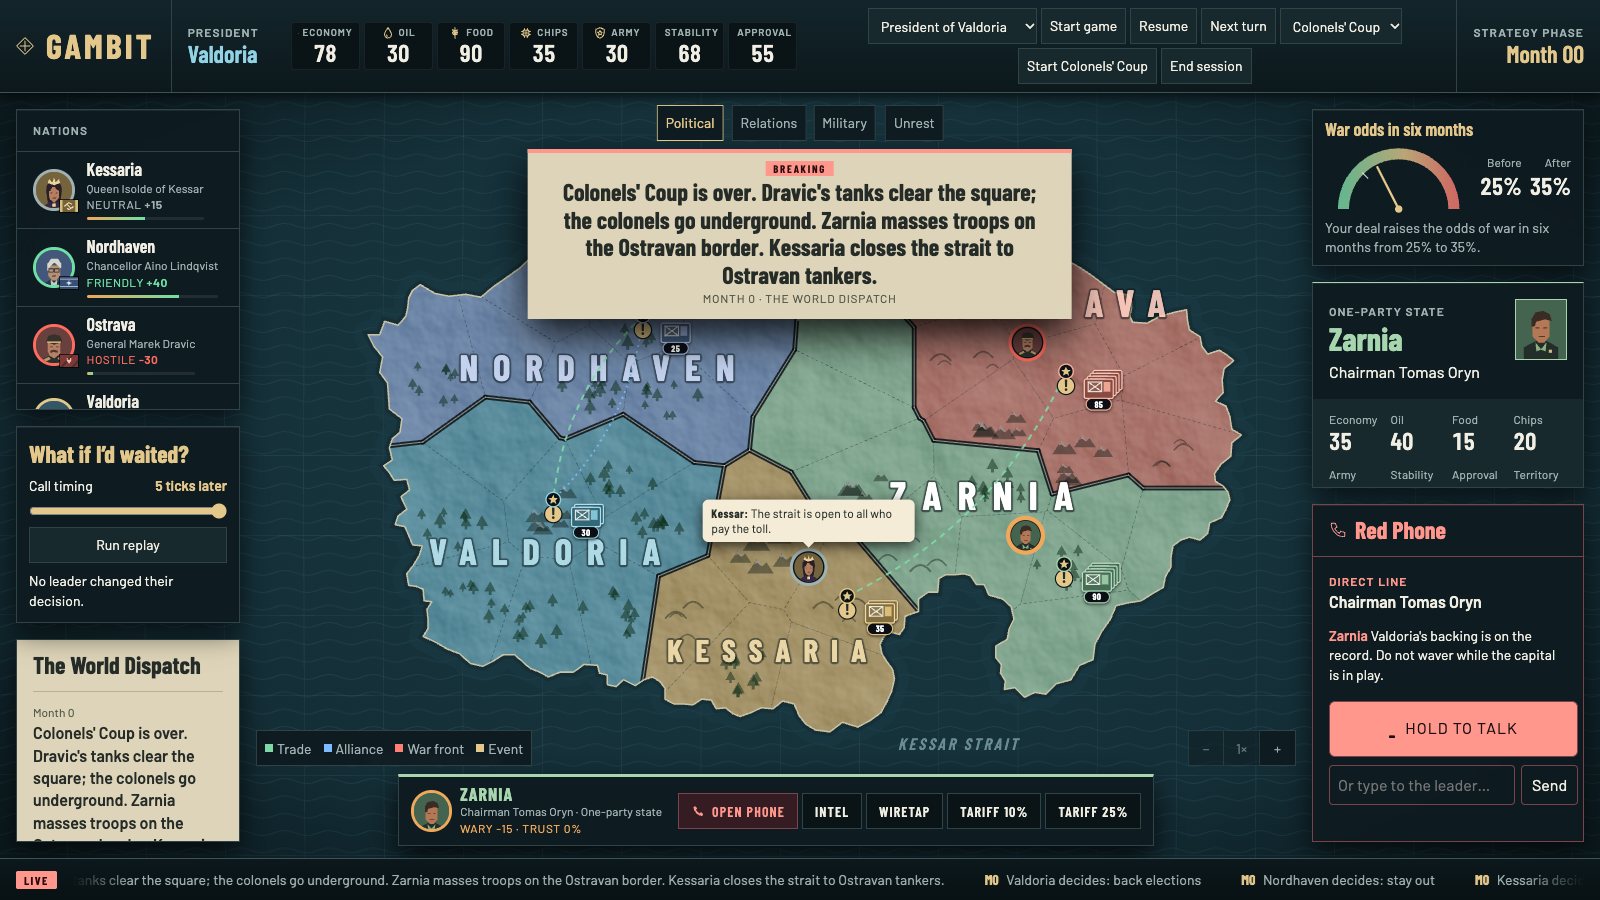 GAMBIT
PRESIDENT
Valdoria
ECONOMY
78
OIL
30
FOOD
90
CHIPS
35
ARMY
30
STABILITY
68
APPROVAL
55
President of Valdoria
Start game
Resume
Next turn
Colonels' Coup
Start Colonels' Coup
End session
STRATEGY PHASE
Month 00
NATIONS
Kessaria
Queen Isolde of Kessar
NEUTRAL +15
Nordhaven
Chancellor Aino Lindqvist
FRIENDLY +40
Ostrava
General Marek Dravic
HOSTILE -30
Valdoria
What if I'd waited?
Call timing
5 ticks later
Run replay
No leader changed their
decision.
The World Dispatch
Month 0
Colonels' Coup is over.
Dravic's tanks clear the
square; the colonels go
underground. Zarnia
masses troops on the
Political
Relations
Military
Unrest
BREAKING
Colonels' Coup is over. Dravic's tanks clear the square;
the colonels go underground. Zarnia masses troops on
the Ostravan border. Kessaria closes the strait to
Ostravan tankers.
MONTH 0 · THE WORLD DISPATCH
AVA
25
NORDHAVEN
85
ZARNIA
Kessar: The strait is open to all who
pay the toll.
30
VALDORIA
90
35
KESSARIA
KESSAR STRAIT
Trade
Alliance
War front
Event
−
1×
+
ZARNIA
Chairman Tomas Oryn · One-party state
WARY -15 · TRUST 0%
OPEN PHONE
INTEL
WIRETAP
TARIFF 10%
TARIFF 25%
War odds in six months
Before
After
25%
35%
Your deal raises the odds of war in six
months from 25% to 35%.
ONE-PARTY STATE
Zarnia
Chairman Tomas Oryn
Economy
Oil
Food
Chips
35
40
15
20
Army
Stability
Approval
Territory
Red Phone
DIRECT LINE
Chairman Tomas Oryn
Zarnia Valdoria's backing is on the
record. Do not waver while the capital
is in play.
HOLD TO TALK
Or type to the leader...
Send
LIVE
anks clear the square; the colonels go underground. Zarnia masses troops on the Ostravan border. Kessaria closes the strait to Ostravan tankers.
M0 Valdoria decides: back elections
M0 Nordhaven decides: stay out
M0 Kessaria deci